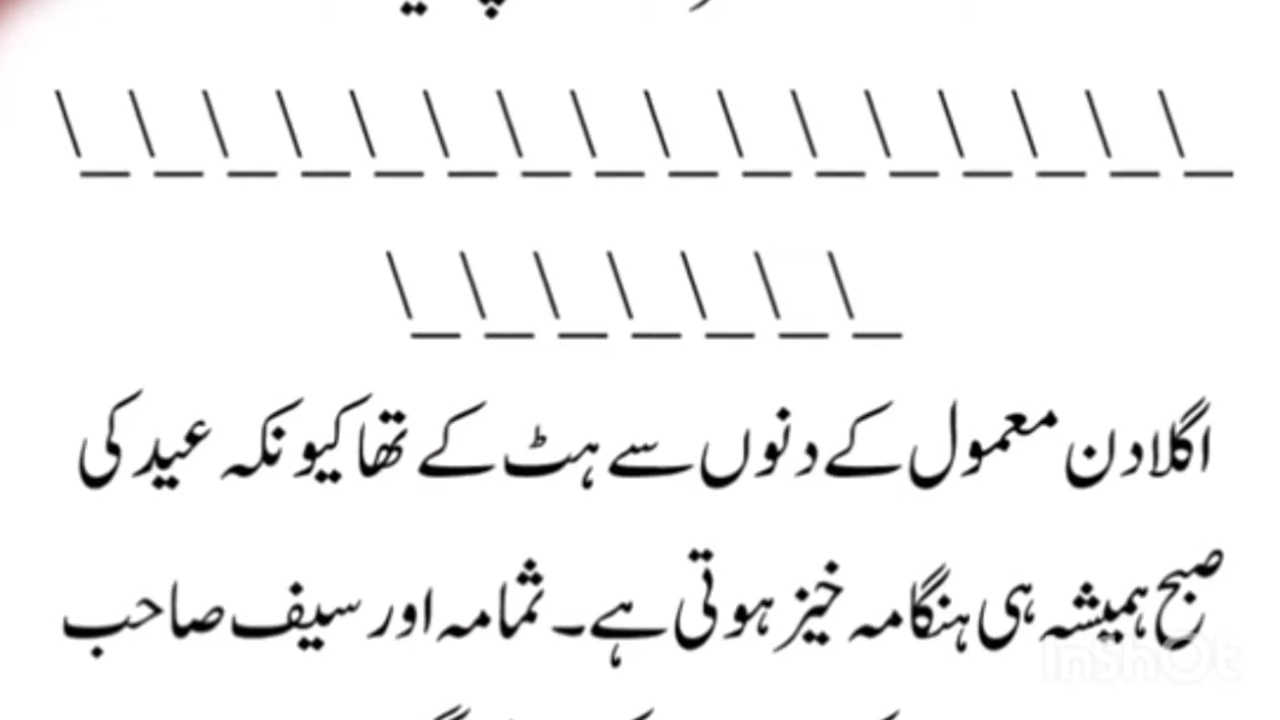 \_\_\_\_\_\_\_\_\_\_\_\_\_\_\_\_
\_\_\_\_\_\_\_
اگلا دن معمول کے دنوں سے ہٹ کے تھا کیونکہ عید کی
صبح ہمیشہ ہی ہنگامہ خیز ہوتی ہے۔ ثمامہ اور سیف صاحب
InShOt